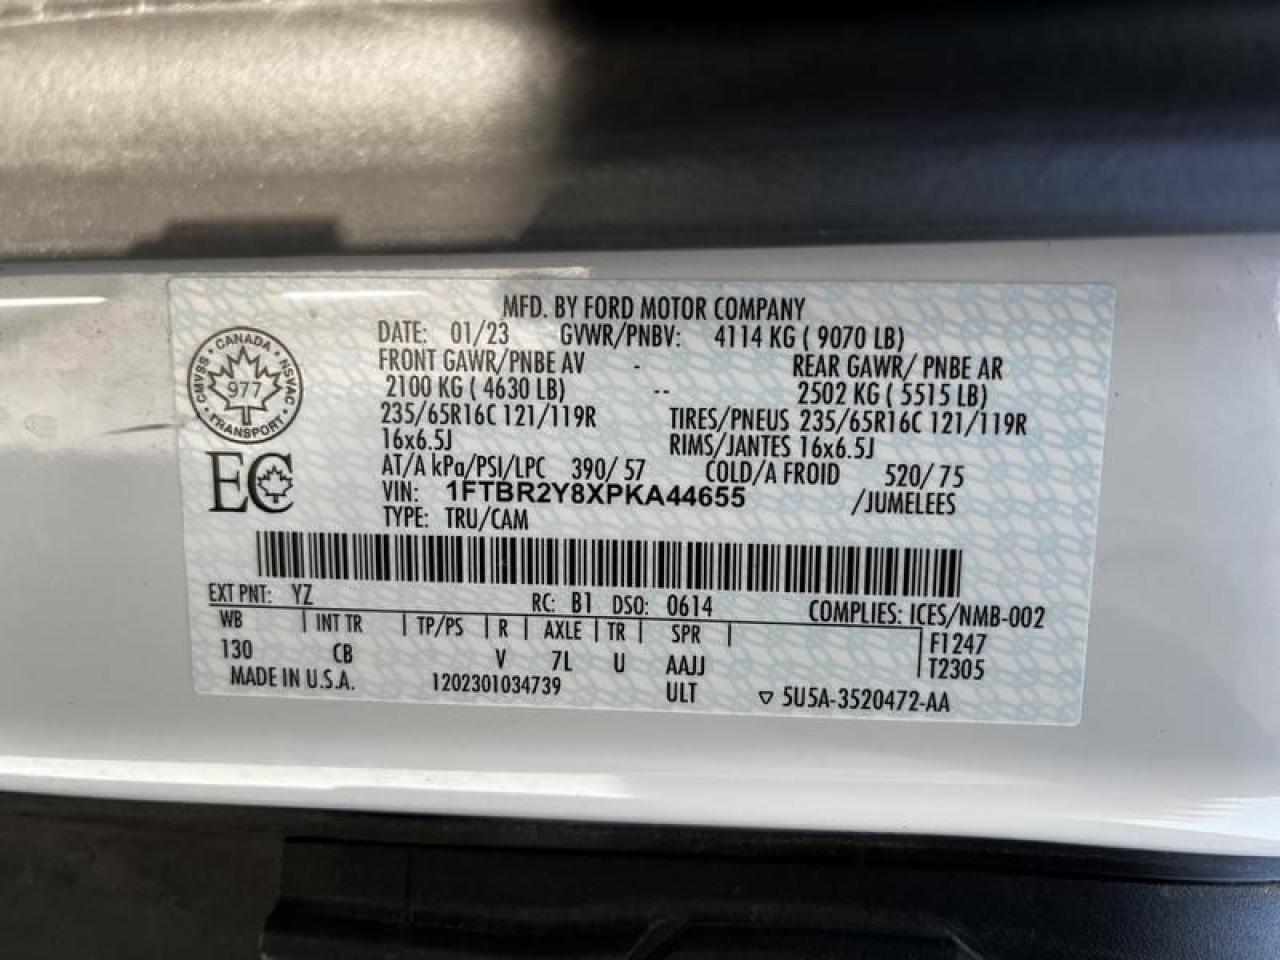 MFD. BY FORD MOTOR COMPANY
DATE: 01/23 GVWR/PNBV: 4114 KG ( 9070 LB)
FRONT GAWR/PNBE AV - REAR GAWR/ PNBE AR
2100 KG ( 4630 LB) -- 2502 KG ( 5515 LB)
235/65R16C 121/119R TIRES/PNEUS 235/65R16C 121/119R
16x6.5J RIMS/JANTES 16x6.5J
AT/A kPa/PSI/LPC 390/ 57 COLD/A FROID 520/ 75
VIN: 1FTBR2Y8XPKA44655 /JUMELEES
TYPE: TRU/CAM
CANADA
CMVSS • NSVAC
977
TRANSPORT
EC
EXT PNT: YZ RC: B1 DSO: 0614 COMPLIES: ICES/NMB-002
WB | INT TR | TP/PS | R | AXLE | TR | SPR | F1247
130 CB V 7L U AAJJ T2305
MADE IN U.S.A. 1202301034739 ULT ▽ 5U5A-3520472-AA